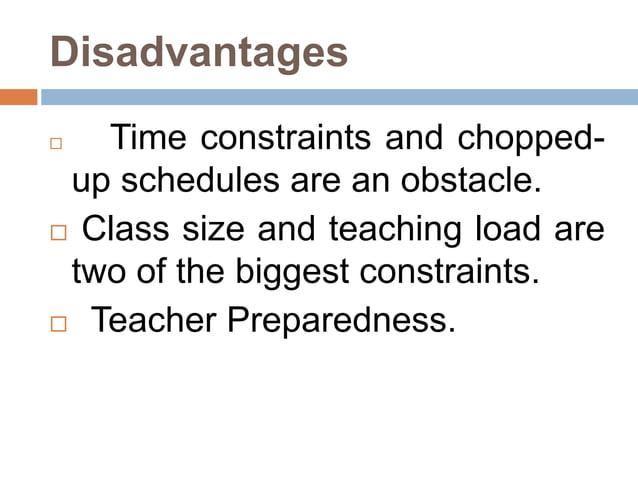 Disadvantages
Time constraints and chopped-
up schedules are an obstacle.
Class size and teaching load are
two of the biggest constraints.
Teacher Preparedness.